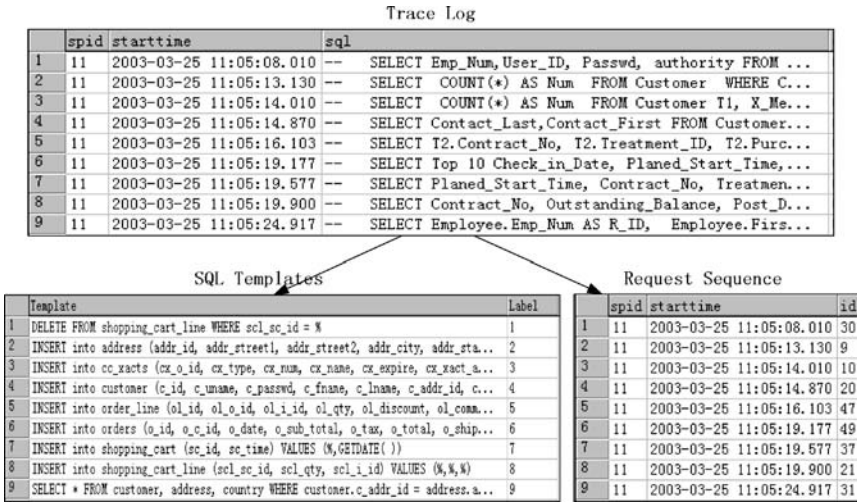 Trace Log
spid starttime sql
1 11 2003-03-25 11:05:08.010 -- SELECT Emp_Num,User_ID, Passwd, authority FROM ...
2 11 2003-03-25 11:05:13.130 -- SELECT COUNT(*) AS Num FROM Customer WHERE C...
3 11 2003-03-25 11:05:14.010 -- SELECT COUNT(*) AS Num FROM Customer T1, X_Me...
4 11 2003-03-25 11:05:14.870 -- SELECT Contact_Last,Contact_First FROM Customer...
5 11 2003-03-25 11:05:16.103 -- SELECT T2.Contract_No, T2.Treatment_ID, T2.Purc...
6 11 2003-03-25 11:05:19.177 -- SELECT Top 10 Check_in_Date, Planed_Start_Time,...
7 11 2003-03-25 11:05:19.577 -- SELECT Planed_Start_Time, Contract_No, Treatmen...
8 11 2003-03-25 11:05:19.900 -- SELECT Contract_No, Outstanding_Balance, Post_D...
9 11 2003-03-25 11:05:24.917 -- SELECT Employee.Emp_Num AS R_ID, Employee.Firs...
SQL Templates
Template Label
1 DELETE FROM shopping_cart_line WHERE scl_sc_id = % 1
2 INSERT into address (addr_id, addr_street1, addr_street2, addr_city, addr_sta... 2
3 INSERT into cc_xacts (cx_o_id, cx_type, cx_num, cx_name, cx_expire, cx_xact_a... 3
4 INSERT into customer (c_id, c_uname, c_passwd, c_fname, c_lname, c_addr_id, c... 4
5 INSERT into order_line (ol_id, ol_o_id, ol_i_id, ol_qty, ol_discount, ol_comm... 5
6 INSERT into orders (o_id, o_c_id, o_date, o_sub_total, o_tax, o_total, o_ship... 6
7 INSERT into shopping_cart (sc_id, sc_time) VALUES (%,GETDATE( )) 7
8 INSERT into shopping_cart_line (scl_sc_id, scl_qty, scl_i_id) VALUES (%,%,%) 8
9 SELECT * FROM customer, address, country WHERE customer.c_addr_id = address.a... 9
Request Sequence
spid starttime id
1 11 2003-03-25 11:05:08.010 30
2 11 2003-03-25 11:05:13.130 9
3 11 2003-03-25 11:05:14.010 10
4 11 2003-03-25 11:05:14.870 20
5 11 2003-03-25 11:05:16.103 47
6 11 2003-03-25 11:05:19.177 49
7 11 2003-03-25 11:05:19.577 37
8 11 2003-03-25 11:05:19.900 21
9 11 2003-03-25 11:05:24.917 31